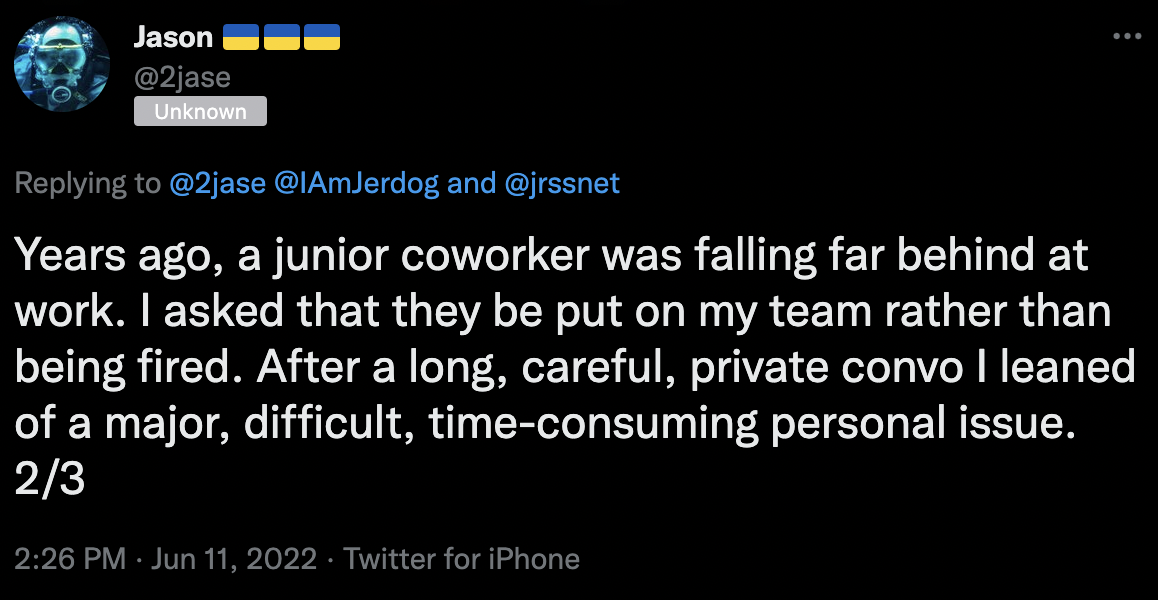 Jason 🇺🇦🇺🇦🇺🇦
@2jase
Unknown
Replying to @2jase @IAmJerdog and @jrssnet
Years ago, a junior coworker was falling far behind at
work. I asked that they be put on my team rather than
being fired. After a long, careful, private convo I leaned
of a major, difficult, time-consuming personal issue.
2/3
2:26 PM · Jun 11, 2022 · Twitter for iPhone